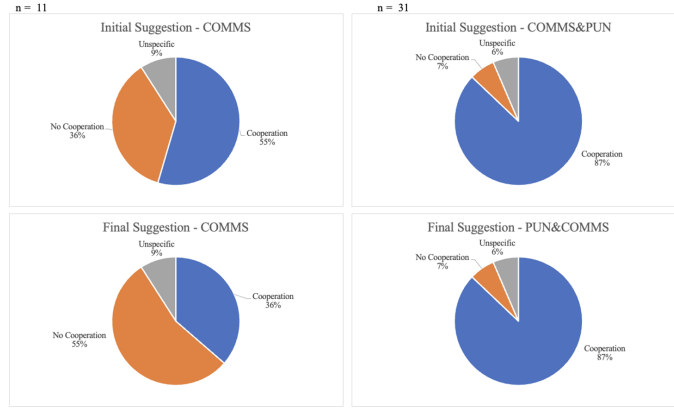 n = 11
n = 31
Initial Suggestion - COMMS
Unspecific
9%
No Cooperation
36%
Cooperation
55%
Initial Suggestion - COMMS&PUN
Unspecific
6%
No Cooperation
7%
Cooperation
87%
Final Suggestion - COMMS
Unspecific
9%
Cooperation
36%
No Cooperation
55%
Final Suggestion - PUN&COMMS
Unspecific
6%
No Cooperation
7%
Cooperation
87%